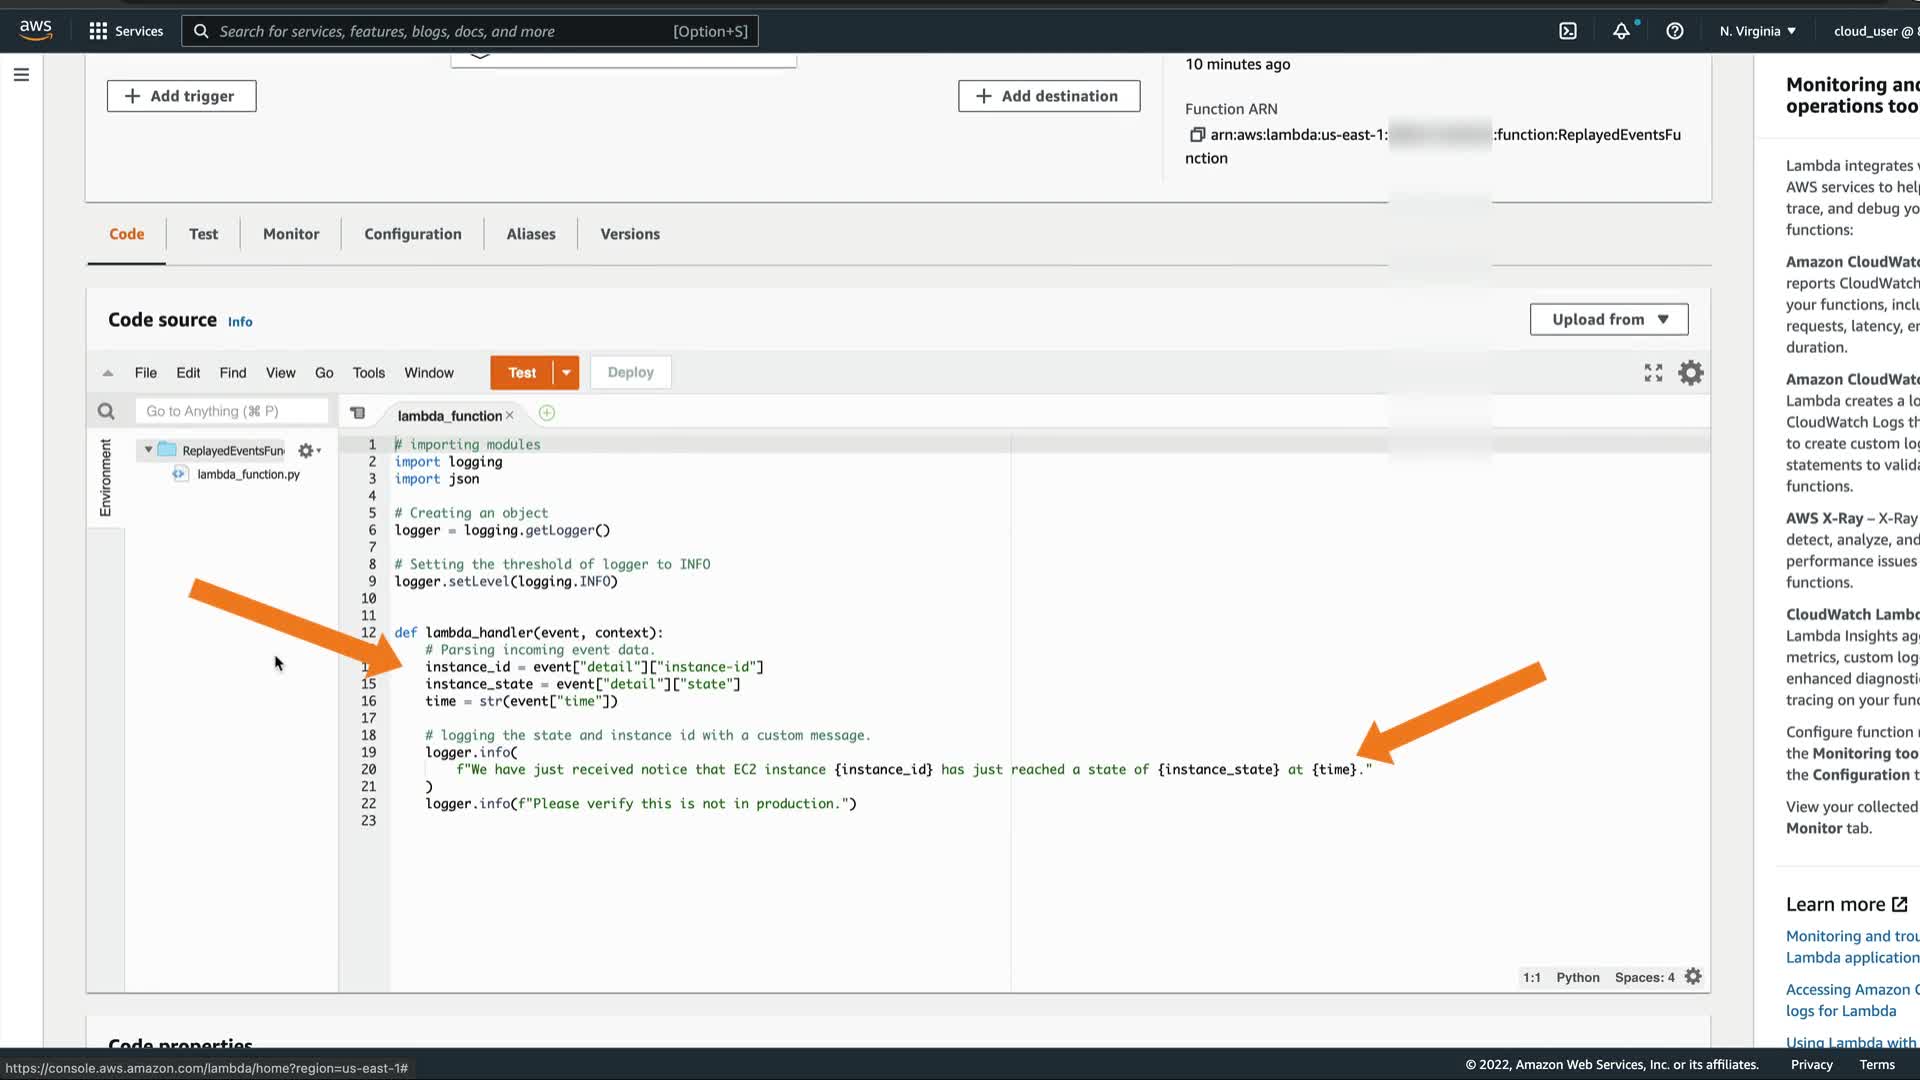 aws
Services
Search for services, features, blogs, docs, and more
[Option+S]
N. Virginia
cloud_user @
10 minutes ago
Add trigger
Add destination
Function ARN
arn:aws:lambda:us-east-1:
:function:ReplayedEventsFu
nction
Code
Test
Monitor
Configuration
Aliases
Versions
Code source Info
Upload from
File Edit Find View Go Tools Window
Test
Deploy
Go to Anything (⌘ P)
lambda_function
Environment
ReplayedEventsFun
lambda_function.py
1 # importing modules
2 import logging
3 import json
4
5 # Creating an object
6 logger = logging.getLogger()
7
8 # Setting the threshold of logger to INFO
9 logger.setLevel(logging.INFO)
10
11
12 def lambda_handler(event, context):
# Parsing incoming event data.
instance_id = event["detail"]["instance-id"]
15 instance_state = event["detail"]["state"]
16 time = str(event["time"])
17
18 # logging the state and instance id with a custom message.
19 logger.info(
20 f"We have just received notice that EC2 instance {instance_id} has just reached a state of {instance_state} at {time}."
21 )
22 logger.info(f"Please verify this is not in production.")
23
1:1 Python Spaces: 4
Code properties
Monitoring and
operations too
Lambda integrates
AWS services to help
trace, and debug yo
functions:
Amazon CloudWatc
reports CloudWatch
your functions, inclu
requests, latency, er
duration.
Amazon CloudWatc
Lambda creates a lo
CloudWatch Logs th
to create custom log
statements to valida
functions.
AWS X-Ray – X-Ray
detect, analyze, and
performance issues
functions.
CloudWatch Lambd
Lambda Insights agg
metrics, custom log
enhanced diagnostic
tracing on your func
Configure function
the Monitoring too
the Configuration t
View your collected
Monitor tab.
Learn more
Monitoring and trou
Lambda application
Accessing Amazon C
logs for Lambda
Using Lambda with
https://console.aws.amazon.com/lambda/home?region=us-east-1#
© 2022, Amazon Web Services, Inc. or its affiliates.
Privacy
Terms